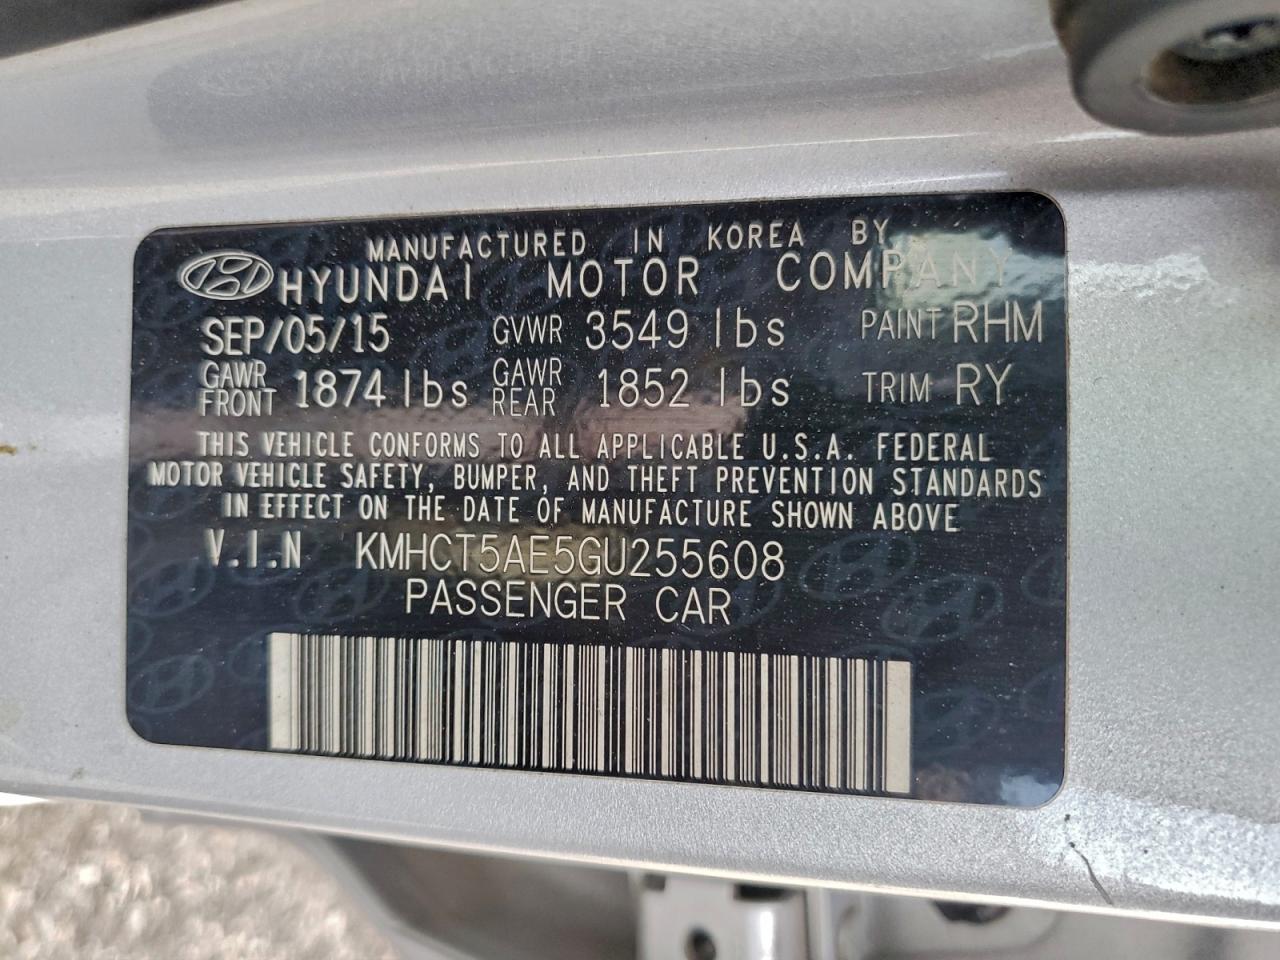 MANUFACTURED IN KOREA BY
HYUNDAI MOTOR COMPANY
SEP/05/15 GVWR 3549 lbs PAINT RHM
GAWR FRONT 1874 lbs GAWR REAR 1852 lbs TRIM RY
THIS VEHICLE CONFORMS TO ALL APPLICABLE U.S.A. FEDERAL
MOTOR VEHICLE SAFETY, BUMPER, AND THEFT PREVENTION STANDARDS
IN EFFECT ON THE DATE OF MANUFACTURE SHOWN ABOVE
V.I.N KMHCT5AE5GU255608
PASSENGER CAR